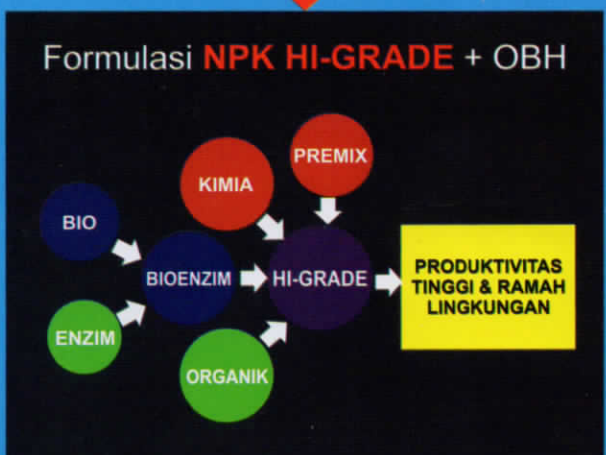 Formulasi NPK HI-GRADE + OBH
PREMIX
KIMIA
BIO
BIOENZIM
HI-GRADE
PRODUKTIVITAS
TINGGI & RAMAH
LINGKUNGAN
ENZIM
ORGANIK